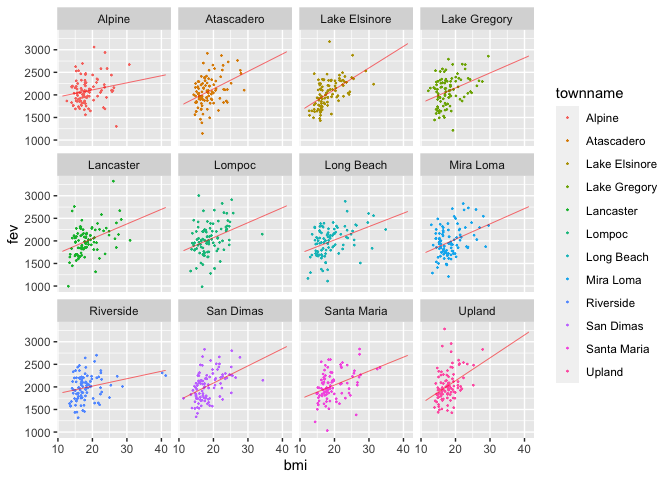 Alpine Atascadero Lake Elsinore Lake Gregory
3000
2500
2000
1500
1000
Lancaster Lompoc Long Beach Mira Loma
3000
2500
2000
1500
1000
Riverside San Dimas Santa Maria Upland
3000
2500
2000
1500
1000
10 20 30 40 10 20 30 40 10 20 30 40 10 20 30 40
bmi
fev
townname
Alpine
Atascadero
Lake Elsinore
Lake Gregory
Lancaster
Lompoc
Long Beach
Mira Loma
Riverside
San Dimas
Santa Maria
Upland